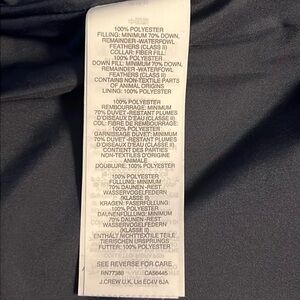 100% POLYESTER
FILLING: MINIMUM 70% DOWN,
REMAINDER -WATERFOWL
FEATHERS (CLASS II)
COLLAR: FIBER FILL:
100% POLYESTER
DOWN FILL: MINIMUM 70% DOWN,
REMAINDER -WATERFOWL
FEATHERS (CLASS II)
CONTAINS NON-TEXTILE PARTS
OF ANIMAL ORIGINS
LINING: 100% POLYESTER
100% POLYESTER
REMBOURRAGE: MINIMUM
70% DUVET -RESTANT PLUMES
D'OISEAUX D'EAU (CLASSE II)
COL: FIBRE DE REMBOURRAGE:
100% POLYESTER
GARNISSAGE DUVET: MINIMUM
70% DUVET -RESTANT PLUMES
D'OISEAUX D'EAU (CLASSE II)
CONTIENT DES PARTIES
NON-TEXTILES D'ORIGINE
ANIMALE
DOUBLURE: 100% POLYESTER
100% POLYESTER
FÜLLUNG: MINIMUM
70% DAUNEN -REST
WASSERVOGELFEDERN
(KLASSE II)
KRAGEN: FASERFÜLLUNG:
100% POLYESTER
DAUNENFÜLLUNG: MINIMUM
70% DAUNEN -REST
WASSERVOGELFEDERN
(KLASSE II)
ENTHÄLT NICHTTEXTILE TEILE
TIERISCHEN URSPRUNGS
FUTTER: 100% POLYESTER
SEE REVERSE FOR CARE
RN77380 CA56445
J.CREW U.K. Ltd EC4V 6JA